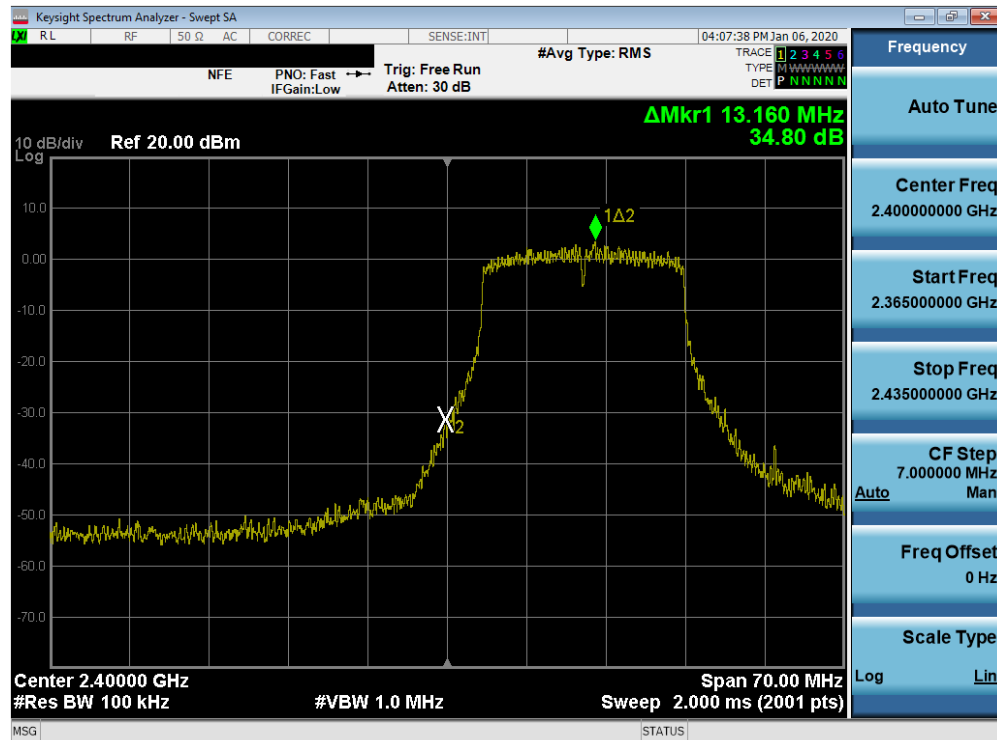 Keysight Spectrum Analyzer - Swept SA
LXI RL RF 50 Ω AC CORREC SENSE:INT 04:07:38 PM Jan 06, 2020
NFE PNO: Fast Trig: Free Run #Avg Type: RMS TRACE 1 2 3 4 5 6
IFGain:Low Atten: 30 dB TYPE M WWWWW
DET P N N N N N
ΔMkr1 13.160 MHz
34.80 dB
10 dB/div Ref 20.00 dBm
Log
10.0
0.00
-10.0
-20.0
-30.0
-40.0
-50.0
-60.0
-70.0
1Δ2
X2
Center 2.40000 GHz Span 70.00 MHz
#Res BW 100 kHz #VBW 1.0 MHz Sweep 2.000 ms (2001 pts)
MSG STATUS
Frequency
Auto Tune
Center Freq
2.400000000 GHz
Start Freq
2.365000000 GHz
Stop Freq
2.435000000 GHz
CF Step
7.000000 MHz
Auto Man
Freq Offset
0 Hz
Scale Type
Log Lin